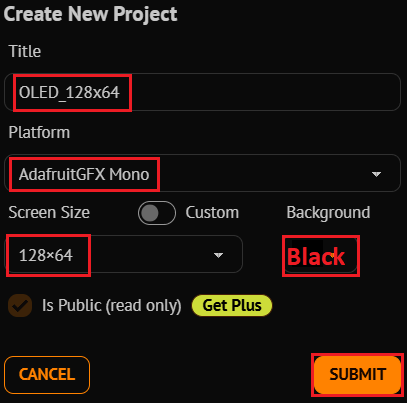 Create New Project
Title
OLED_128x64
Platform
AdafruitGFX Mono
Screen Size Custom Background
128×64 Black
Is Public (read only) Get Plus
CANCEL SUBMIT